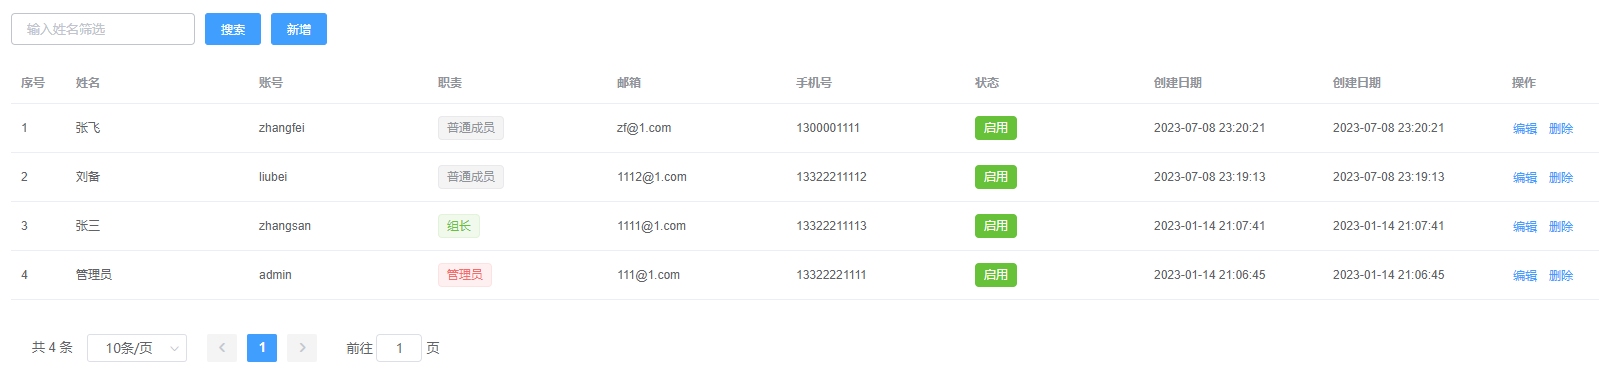 输入姓名筛选 搜索 新增
序号 姓名 账号 职责 邮箱 手机号 状态 创建日期 创建日期 操作
1 张飞 zhangfei 普通成员 zf@1.com 1300001111 启用 2023-07-08 23:20:21 2023-07-08 23:20:21 编辑 删除
2 刘备 liubei 普通成员 1112@1.com 13322211112 启用 2023-07-08 23:19:13 2023-07-08 23:19:13 编辑 删除
3 张三 zhangsan 组长 1111@1.com 13322211113 启用 2023-01-14 21:07:41 2023-01-14 21:07:41 编辑 删除
4 管理员 admin 管理员 111@1.com 13322221111 启用 2023-01-14 21:06:45 2023-01-14 21:06:45 编辑 删除
共 4 条 10条/页 1 前往 1 页